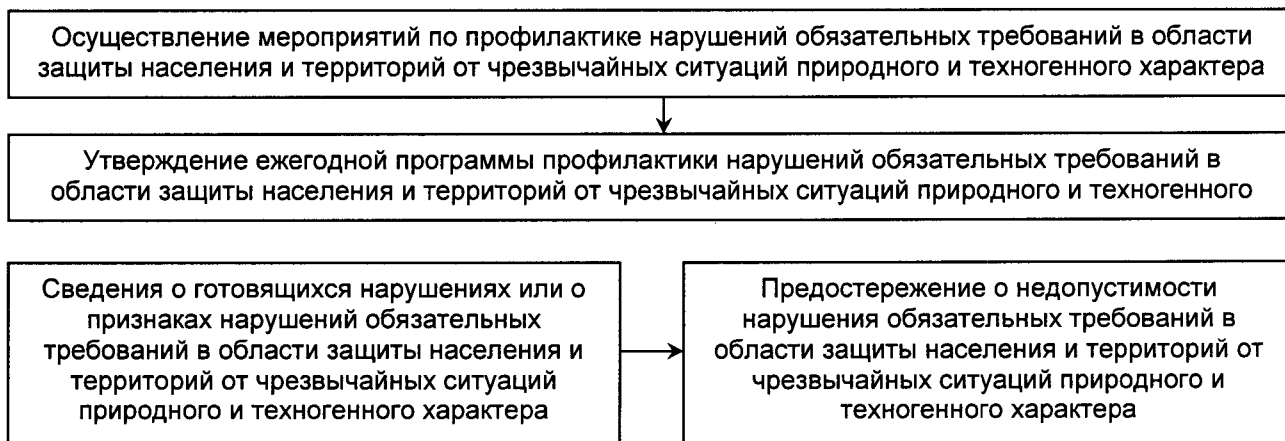 Осуществление мероприятий по профилактике нарушений обязательных требований в области
защиты населения и территорий от чрезвычайных ситуаций природного и техногенного характера
Утверждение ежегодной программы профилактики нарушений обязательных требований в
области защиты населения и территорий от чрезвычайных ситуаций природного и техногенного
Сведения о готовящихся нарушениях или о
признаках нарушений обязательных
требований в области защиты населения и
территорий от чрезвычайных ситуаций
природного и техногенного характера
Предостережение о недопустимости
нарушения обязательных требований в
области защиты населения и территорий от
чрезвычайных ситуаций природного и
техногенного характера